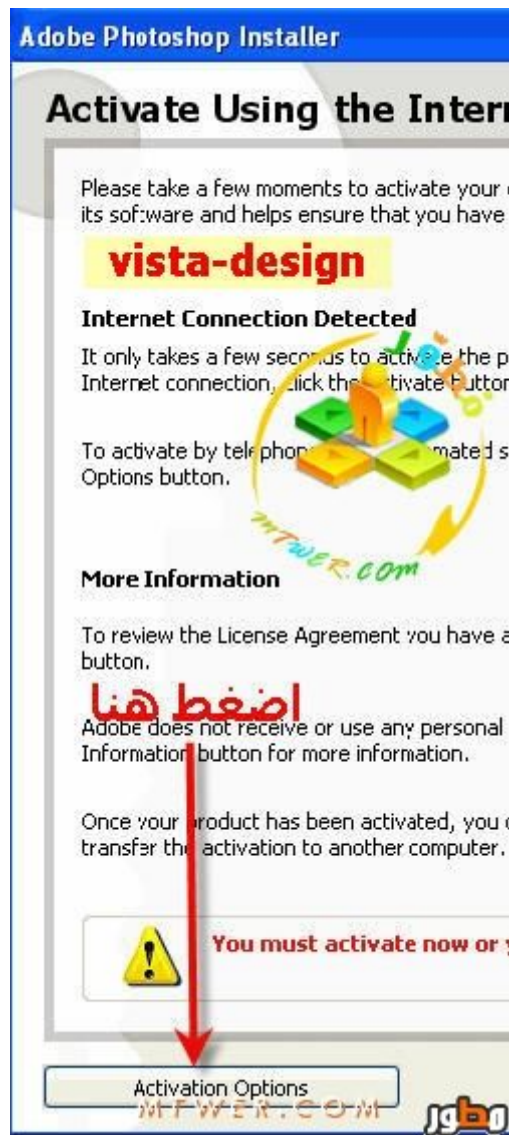 Adobe Photoshop Installer
Activate Using the Intern
Please take a few moments to activate your
its software and helps ensure that you have
vista-design
Internet Connection Detected
It only takes a few seconds to activate the p
Internet connection, click the Activate button
مطور
To activate by telephone mated s
Options button.
mTwer.com
More Information
To review the License Agreement you have a
button.
اضغط هنا
Adobe does not receive or use any personal
Information button for more information.
Once your product has been activated, you
transfer the activation to another computer.
You must activate now or y
Activation Options
MTWER.COM
مطور